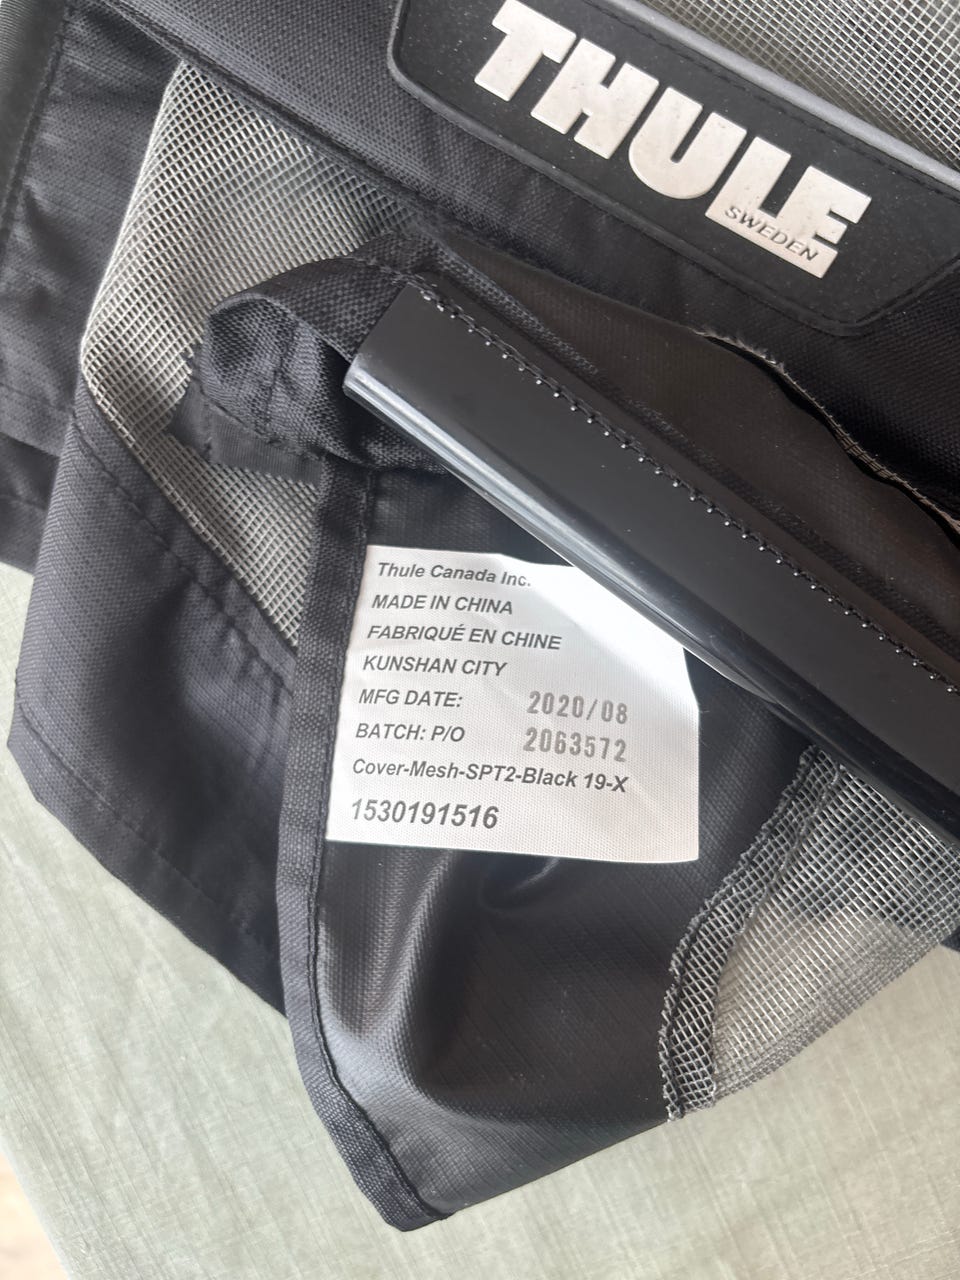 THULE
SWEDEN
Thule Canada Inc.
MADE IN CHINA
FABRIQUÉ EN CHINE
KUNSHAN CITY
MFG DATE: 2020/08
BATCH: P/O 2063572
Cover-Mesh-SPT2-Black 19-X
1530191516